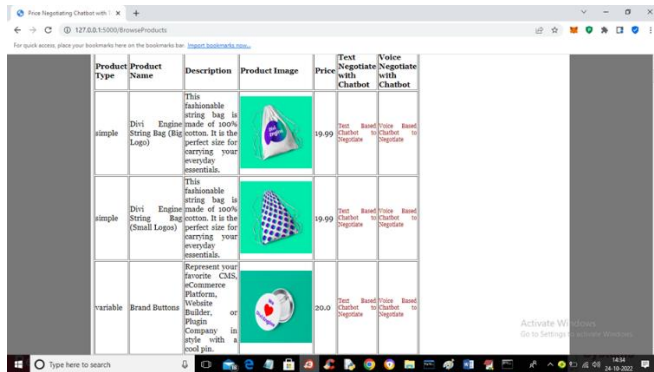 Price Negotiating Chatbot with
127.0.0.1:5000/BrowseProducts
For quick access, place your bookmarks here on the bookmarks bar. Import bookmarks now...
Product Type
Product Name
Description
Product Image
Price
Text Negotiate with Chatbot
Voice Negotiate with Chatbot
simple
Divi Engine String Bag (Big Logo)
This fashionable string bag is made of 100% cotton. It is the perfect size for carrying your everyday essentials.
19.99
Text Based Chatbot to Negotiate
Voice Based Chatbot to Negotiate
simple
Divi Engine String Bag (Small Logos)
This fashionable string bag is made of 100% cotton. It is the perfect size for carrying your everyday essentials.
19.99
Text Based Chatbot to Negotiate
Voice Based Chatbot to Negotiate
variable
Brand Buttons
Represent your favorite CMS, eCommerce Platform, Website Builder, or Plugin Company in style with a cool pin.
20.0
Text Based Chatbot to Negotiate
Voice Based Chatbot to Negotiate
Activate Windows
Go to Settings to activate Windows.
Type here to search
14:54
24-10-2022